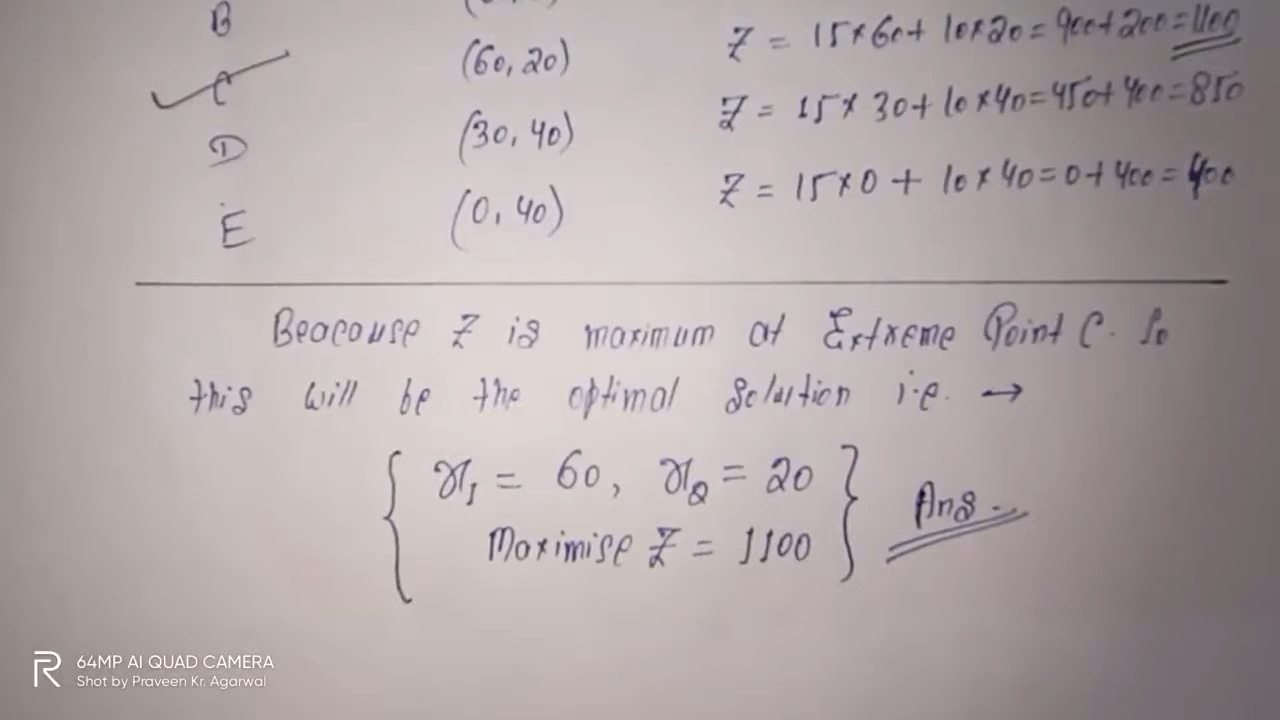 B
(60, 20) Z = 15×60+ 10×20= 900+200=1100
C
(30, 40) Z = 15× 30+ 10×40=450+400=850
D
(0, 40) Z = 15×0 + 10×40=0+400= 400
E
Beacouse Z is maximum at Extreme Point C. So
this will be the optimal solution i.e. →
x₁ = 60, x₂ = 20
Maximise Z = 1100
Ans.
64MP AI QUAD CAMERA
Shot by Praveen Kr. Agarwal